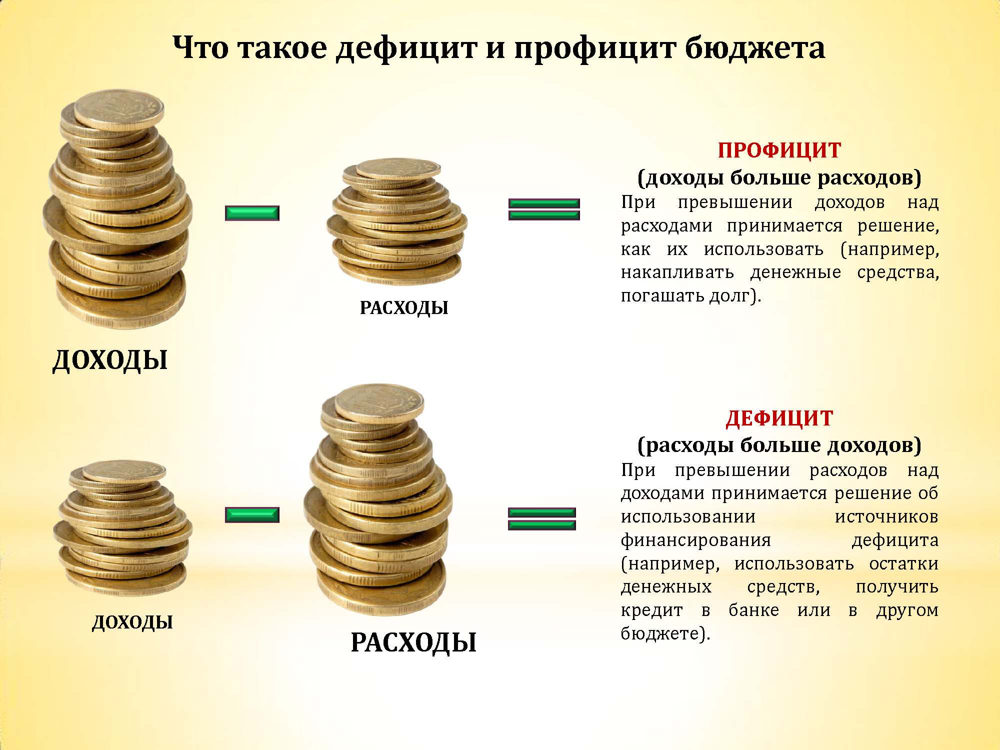 Что такое дефицит и профицит бюджета
ПРОФИЦИТ
(доходы больше расходов)
При превышении доходов над
расходами принимается решение,
как их использовать (например,
накапливать денежные средства,
погашать долг).
РАСХОДЫ
ДОХОДЫ
ДЕФИЦИТ
(расходы больше доходов)
При превышении расходов над
доходами принимается решение об
использовании источников
финансирования дефицита
(например, использовать остатки
денежных средств, получить
кредит в банке или в другом
бюджете).
ДОХОДЫ
РАСХОДЫ